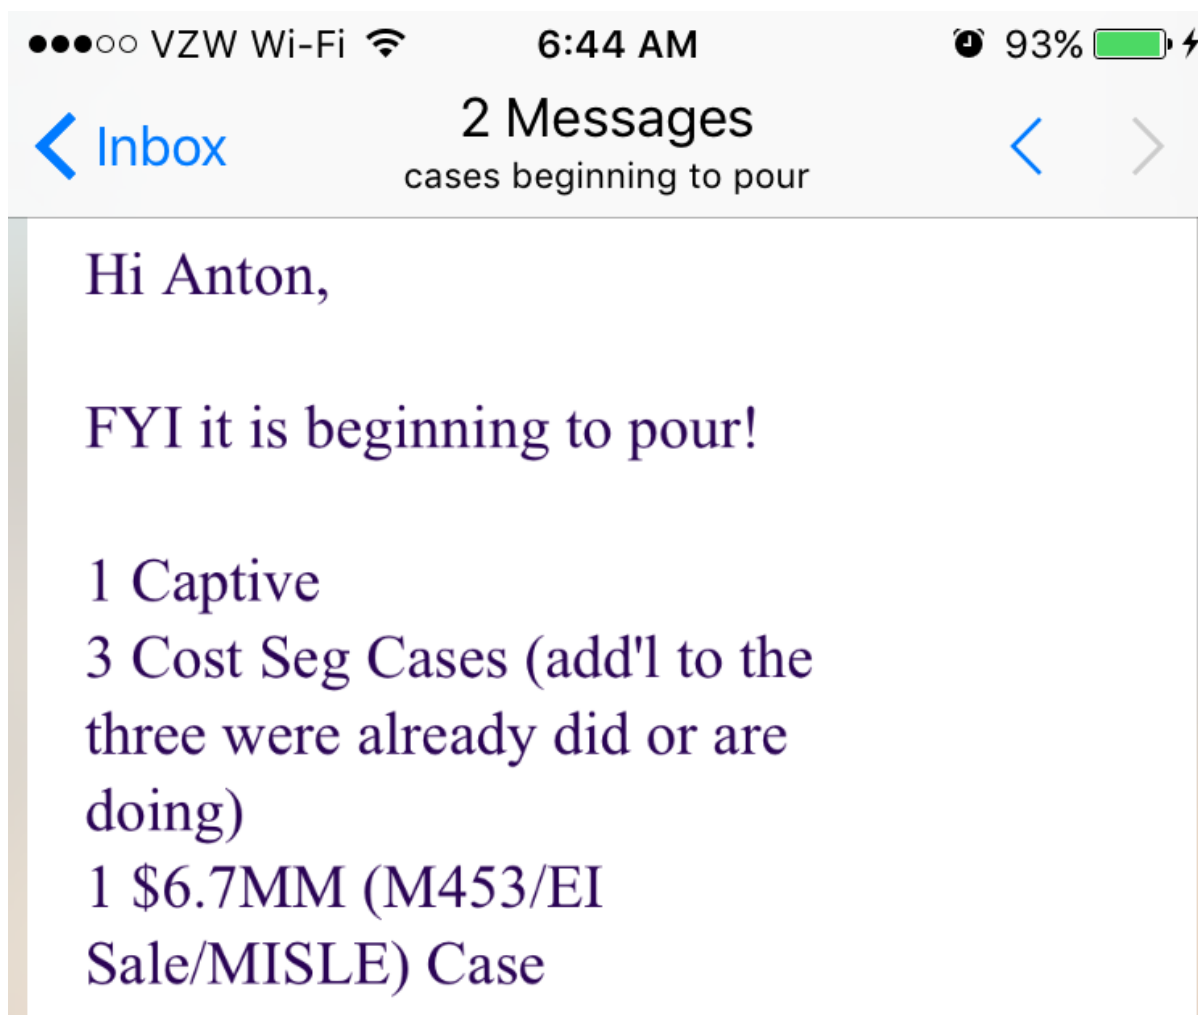 VZW Wi-Fi 6:44 AM 93%
Inbox
2 Messages
cases beginning to pour
Hi Anton,
FYI it is beginning to pour!
1 Captive
3 Cost Seg Cases (add'l to the
three were already did or are
doing)
1 $6.7MM (M453/EI
Sale/MISLE) Case